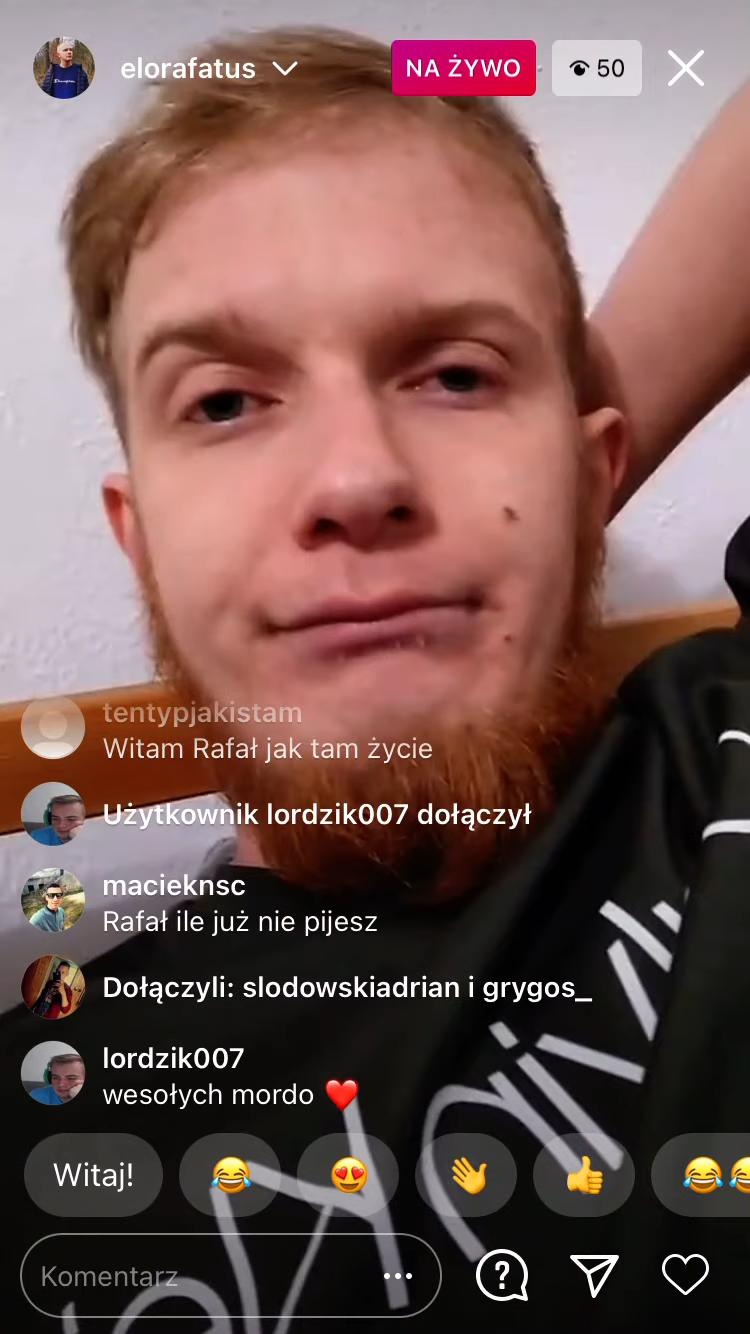 elorafatus
NA ŻYWO
50
tentypjakistam
Witam Rafał jak tam życie
Użytkownik lordzik007 dołączył
macieknsc
Rafał ile już nie pijesz
Dołączyli: slodowskiadrian i grygos_
lordzik007
wesołych mordo ❤️
Witaj! 😂 😍 👋 👍 😂😂
Komentarz ...